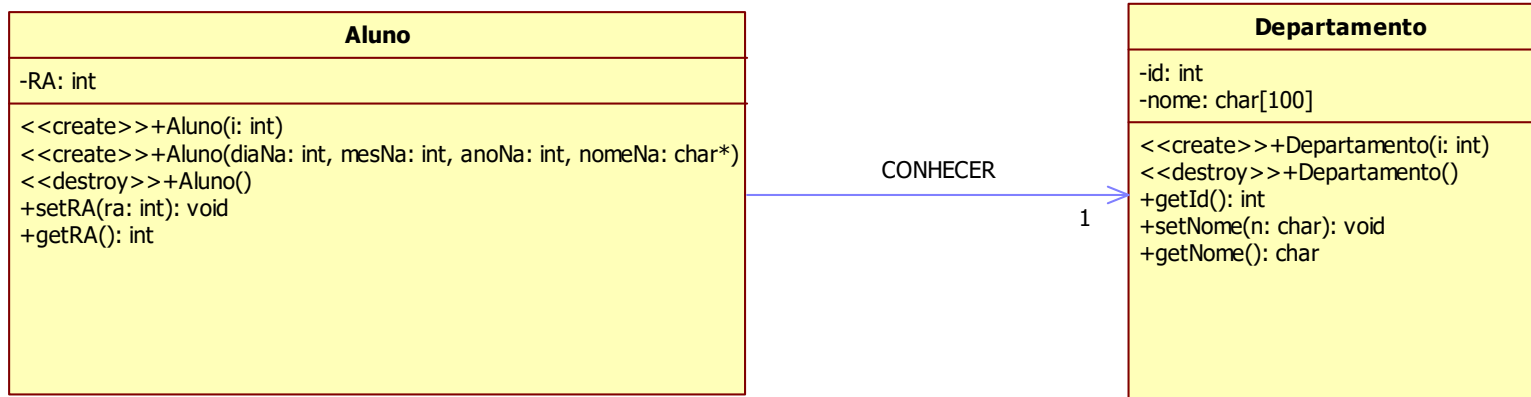 Aluno
-RA: int
<<create>>+Aluno(i: int)
<<create>>+Aluno(diaNa: int, mesNa: int, anoNa: int, nomeNa: char*)
<<destroy>>+Aluno()
+setRA(ra: int): void
+getRA(): int
CONHECER
1
Departamento
-id: int
-nome: char[100]
<<create>>+Departamento(i: int)
<<destroy>>+Departamento()
+getId(): int
+setNome(n: char): void
+getNome(): char